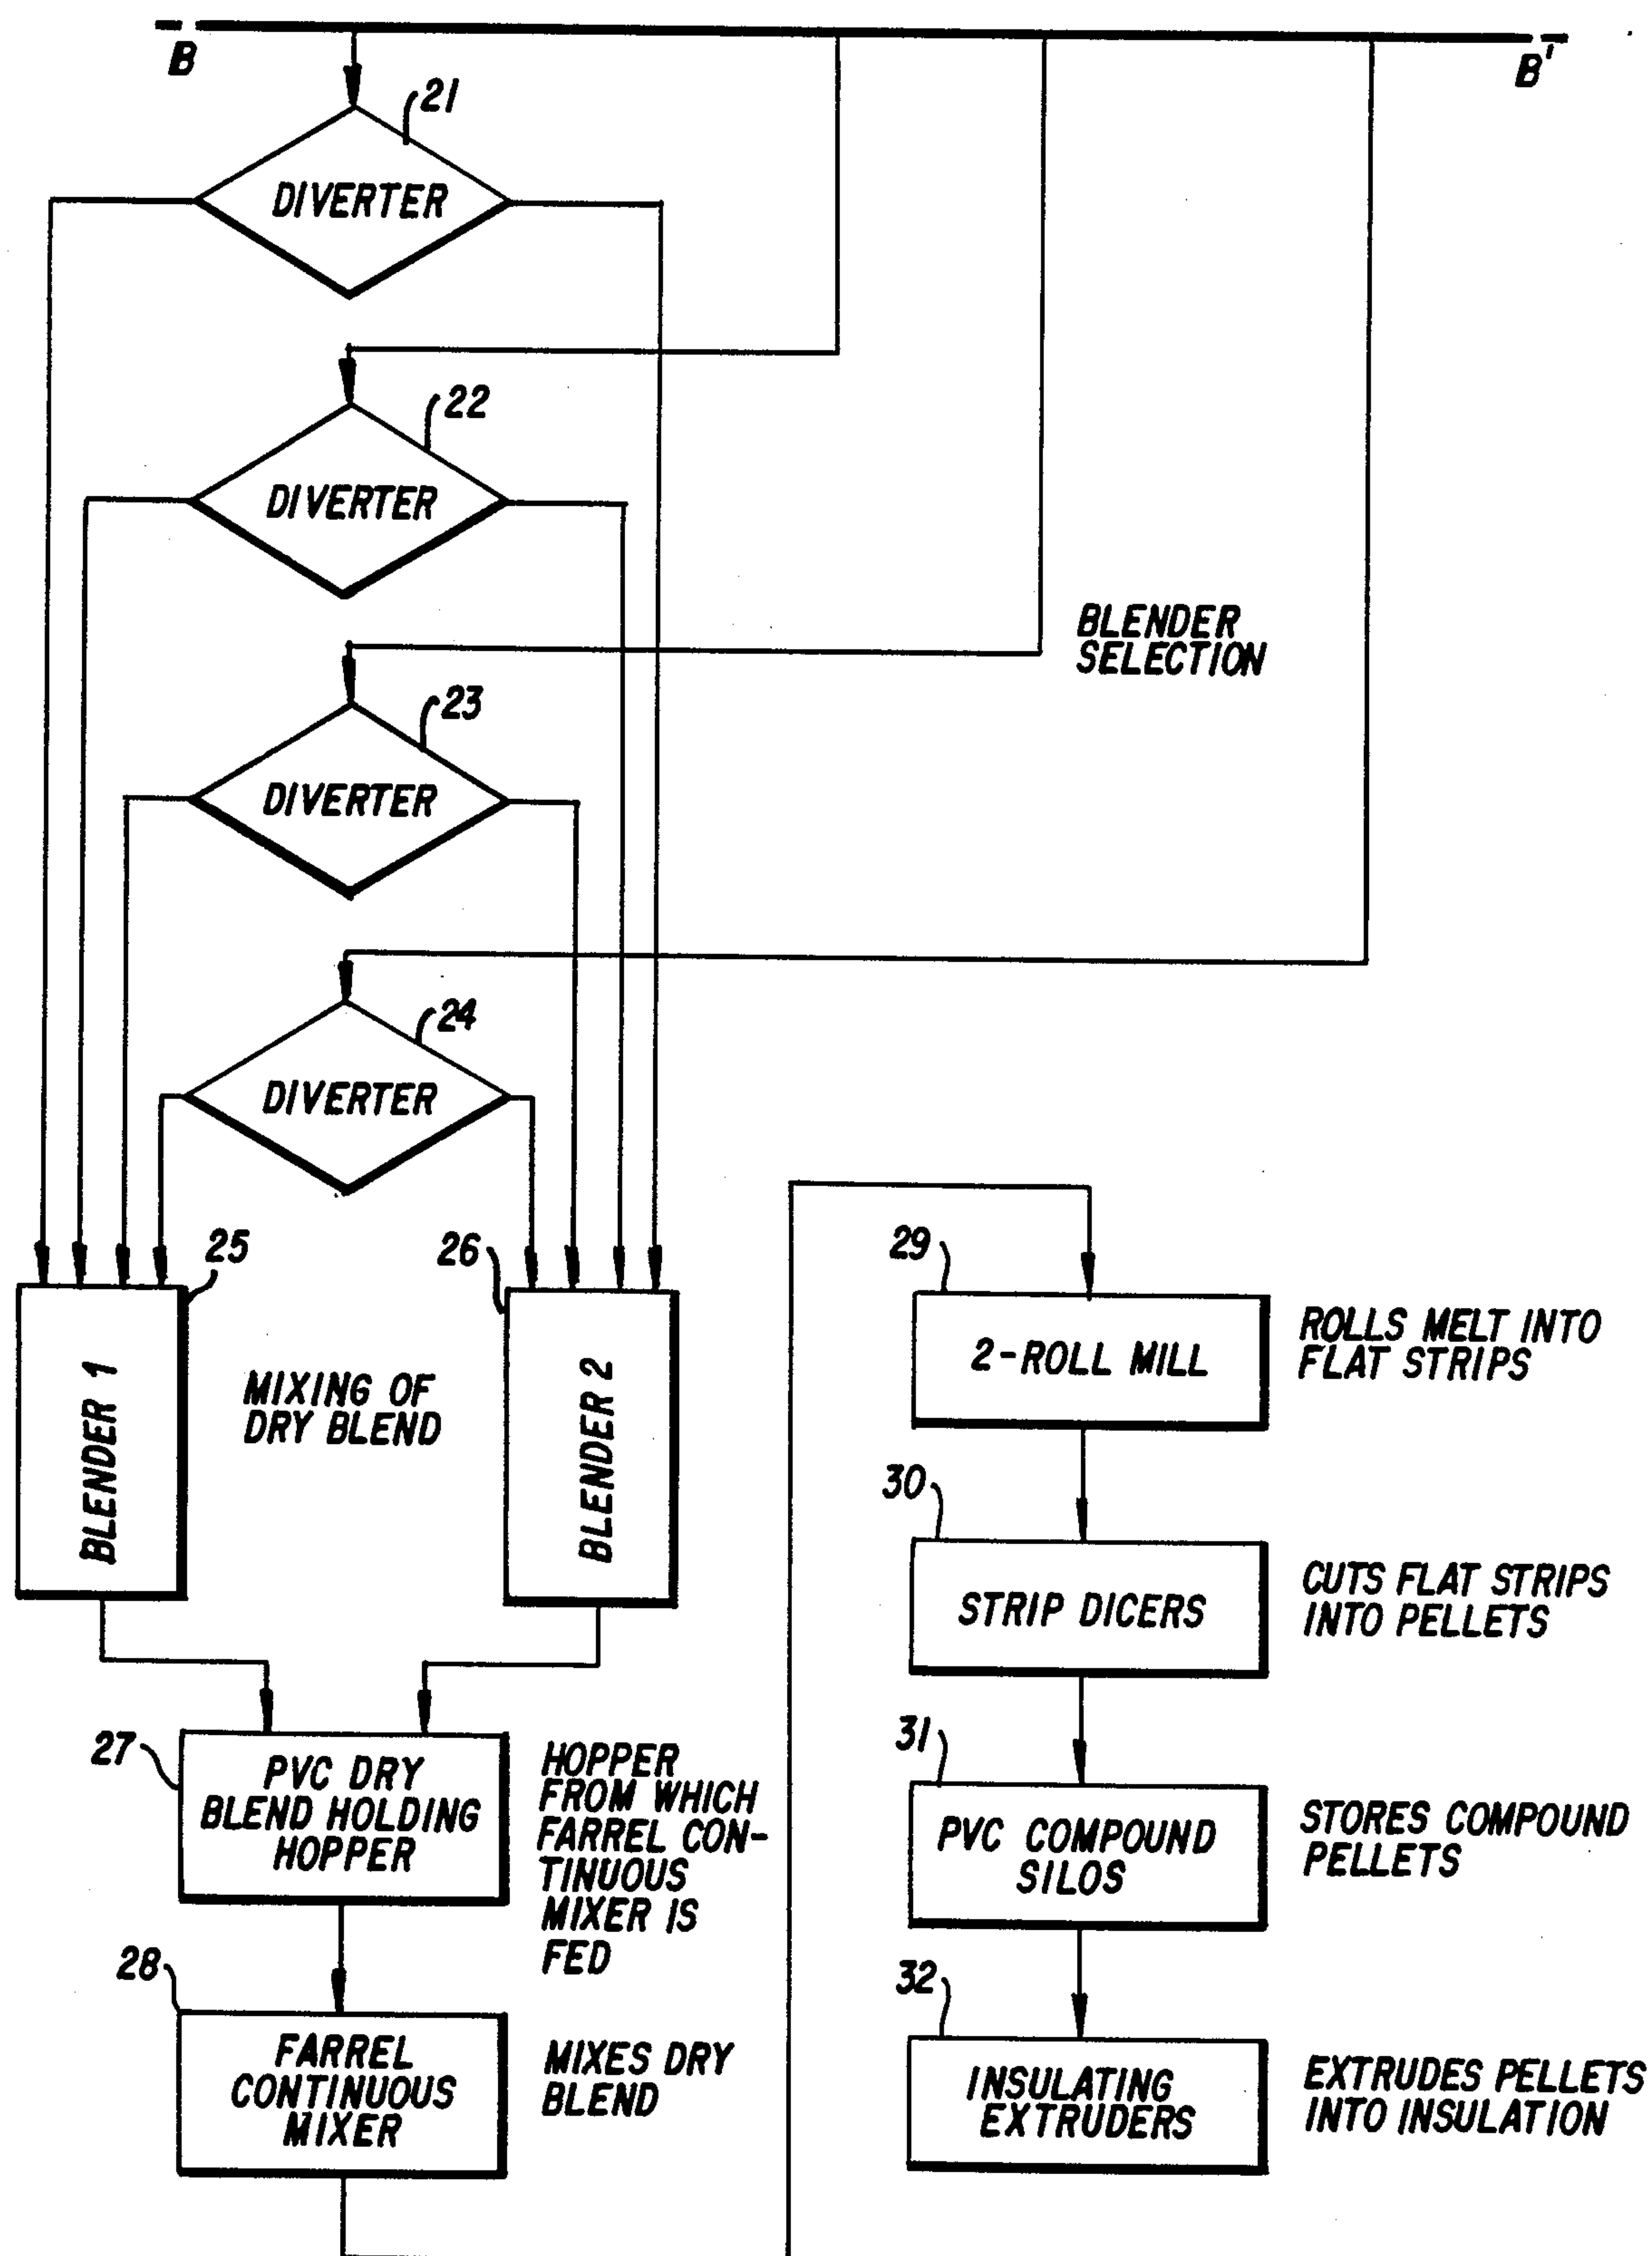 B
B'
21
DIVERTER
22
DIVERTER
BLENDER
SELECTION
23
DIVERTER
24
DIVERTER
25
BLENDER 1
MIXING OF
DRY BLEND
26
BLENDER 2
27
PVC DRY
BLEND HOLDING
HOPPER
HOPPER
FROM WHICH
FARREL CON-
TINUOUS
MIXER IS
FED
28
FARREL
CONTINUOUS
MIXER
MIXES DRY
BLEND
29
2-ROLL MILL
ROLLS MELT INTO
FLAT STRIPS
30
STRIP DICERS
CUTS FLAT STRIPS
INTO PELLETS
31
PVC COMPOUND
SILOS
STORES COMPOUND
PELLETS
32
INSULATING
EXTRUDERS
EXTRUDES PELLETS
INTO INSULATION